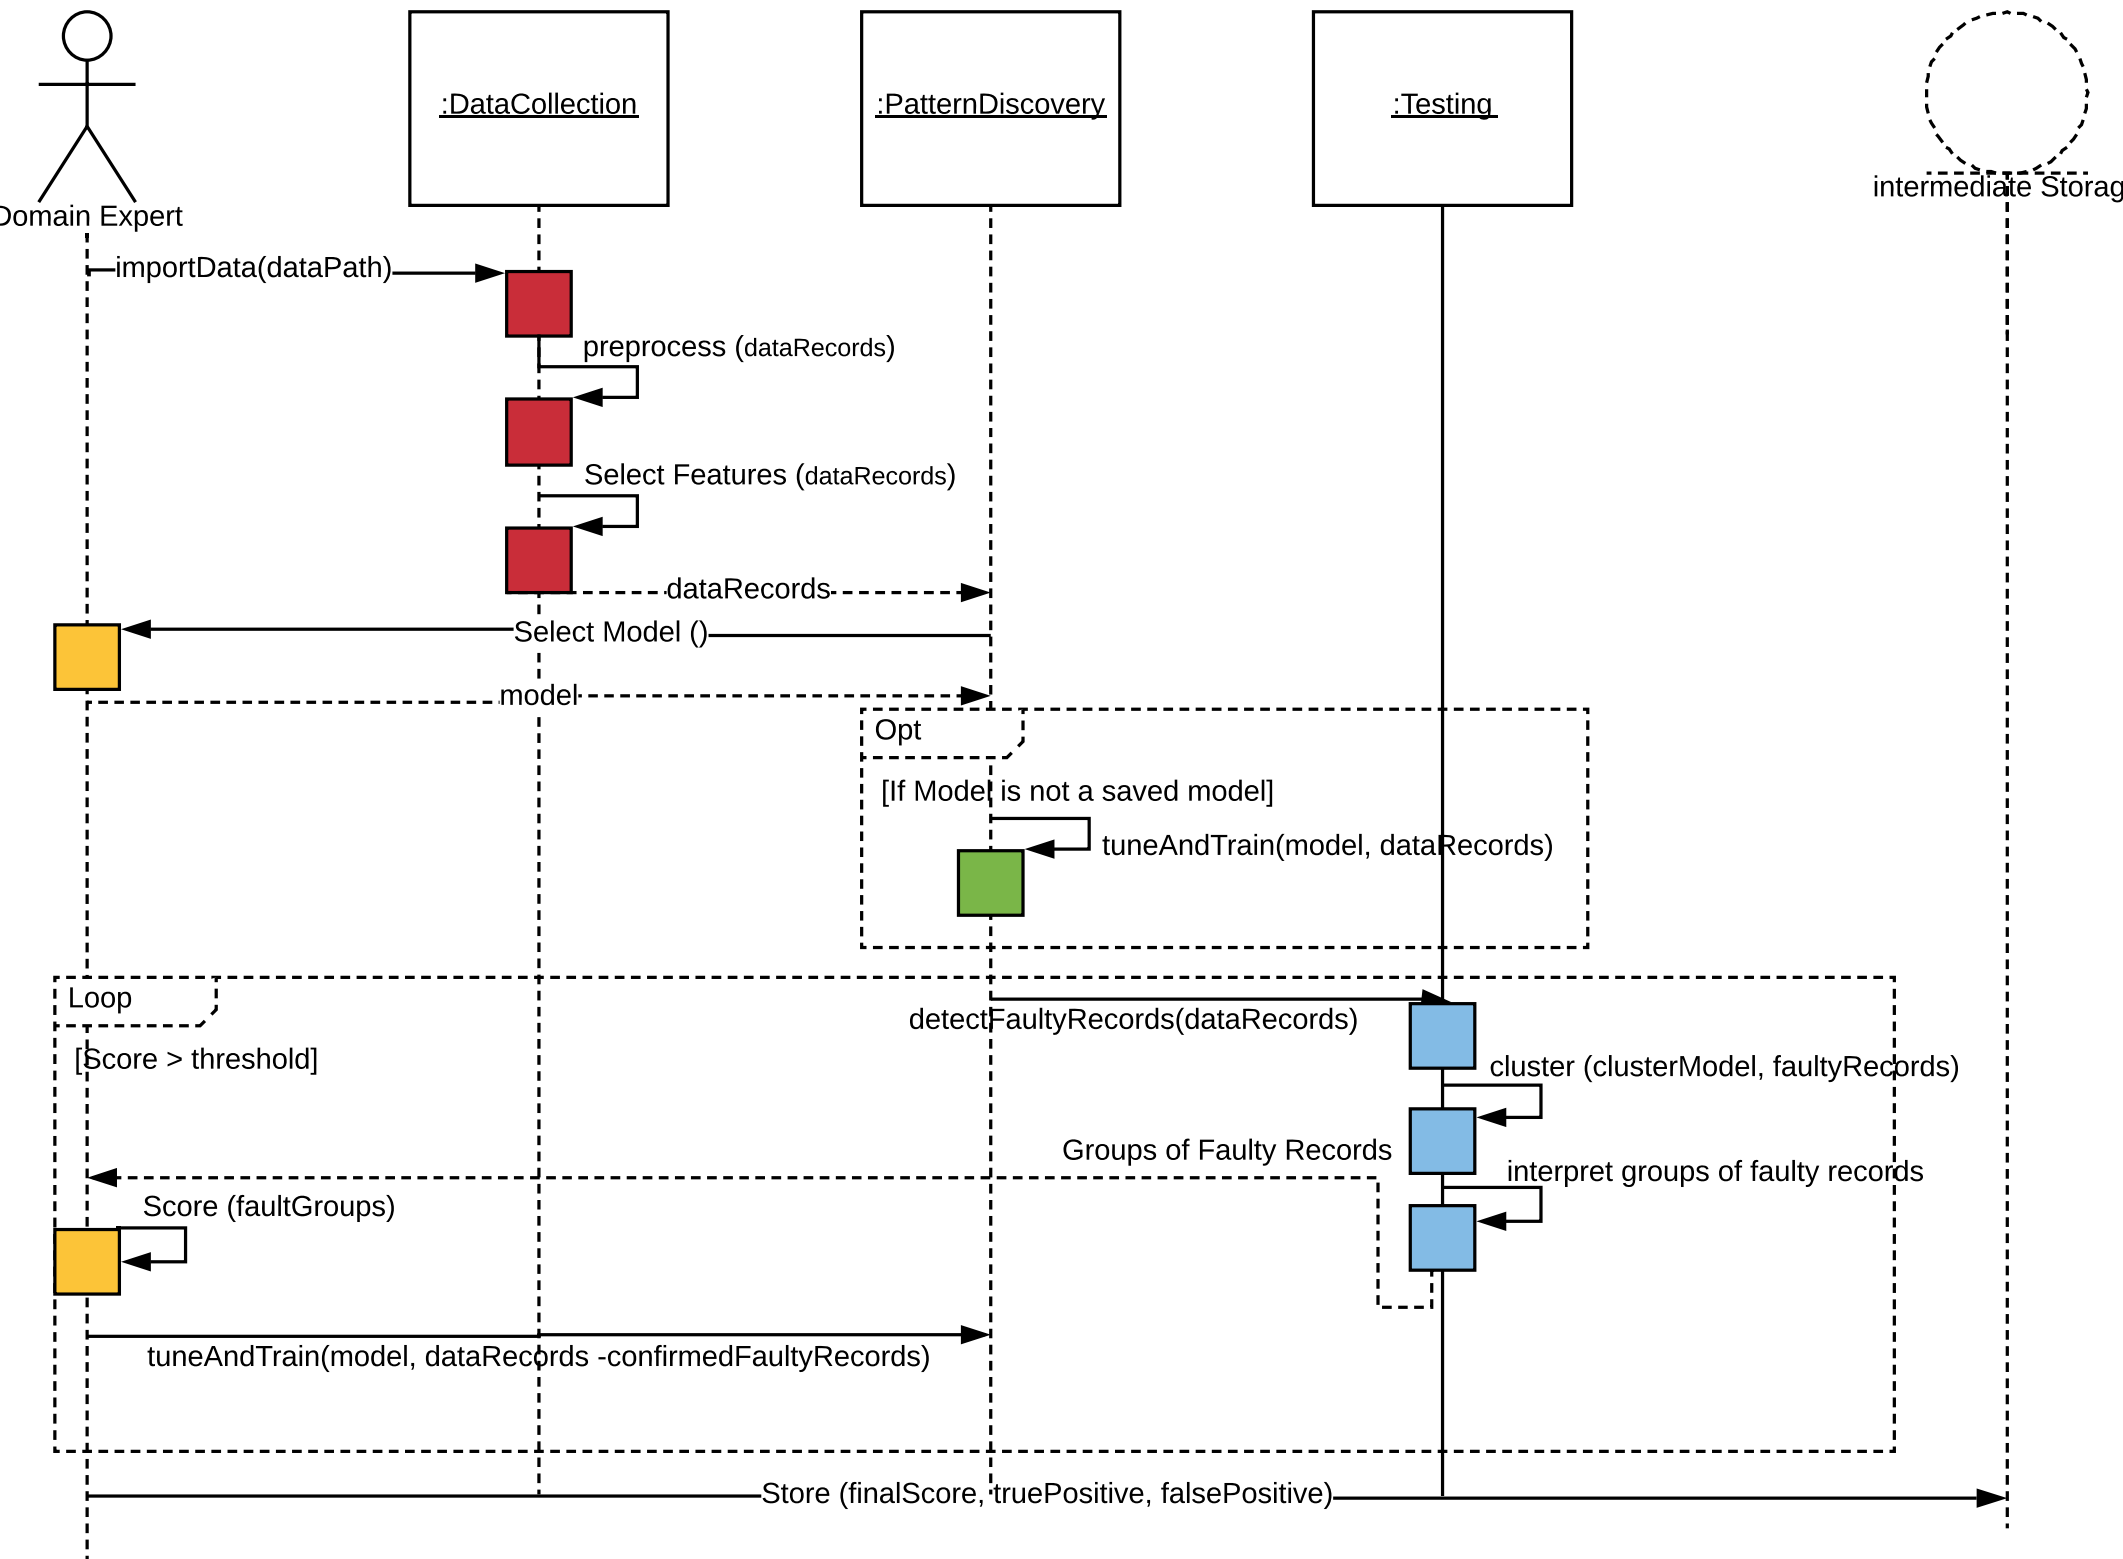 :DataCollection
:PatternDiscovery
:Testing
intermediate Storag
Domain Expert
importData(dataPath)
preprocess (dataRecords)
Select Features (dataRecords)
dataRecords
Select Model ()
model
Opt
[If Model is not a saved model]
tuneAndTrain(model, dataRecords)
Loop
detectFaultyRecords(dataRecords)
[Score > threshold]
cluster (clusterModel, faultyRecords)
Groups of Faulty Records
interpret groups of faulty records
Score (faultGroups)
tuneAndTrain(model, dataRecords -confirmedFaultyRecords)
Store (finalScore, truePositive, falsePositive)